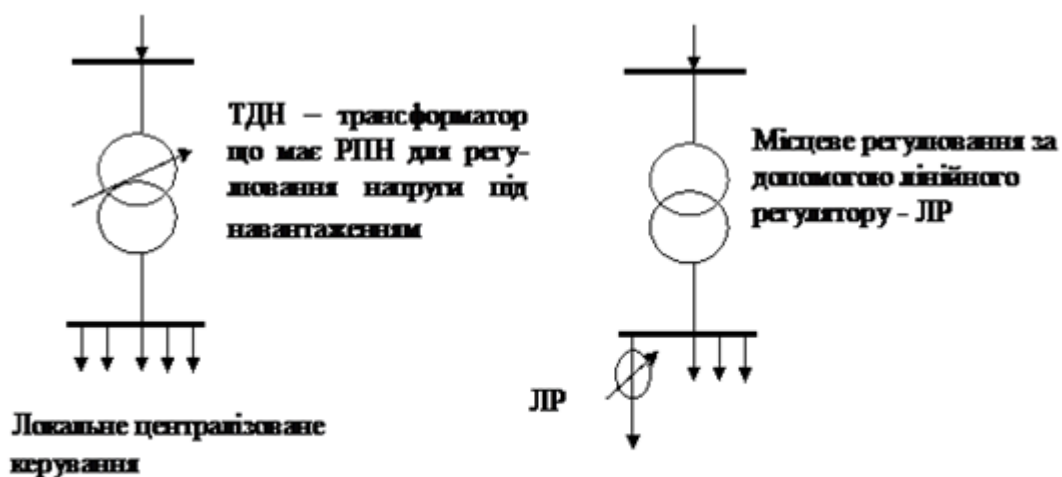 ТДН – трансформатор
що має РПН для регу-
лювання напруги під
навантаженням
Місцеве регулювання за
допомогою лінійного
регулятору - ЛР
ЛР
Локальне централізоване
керування